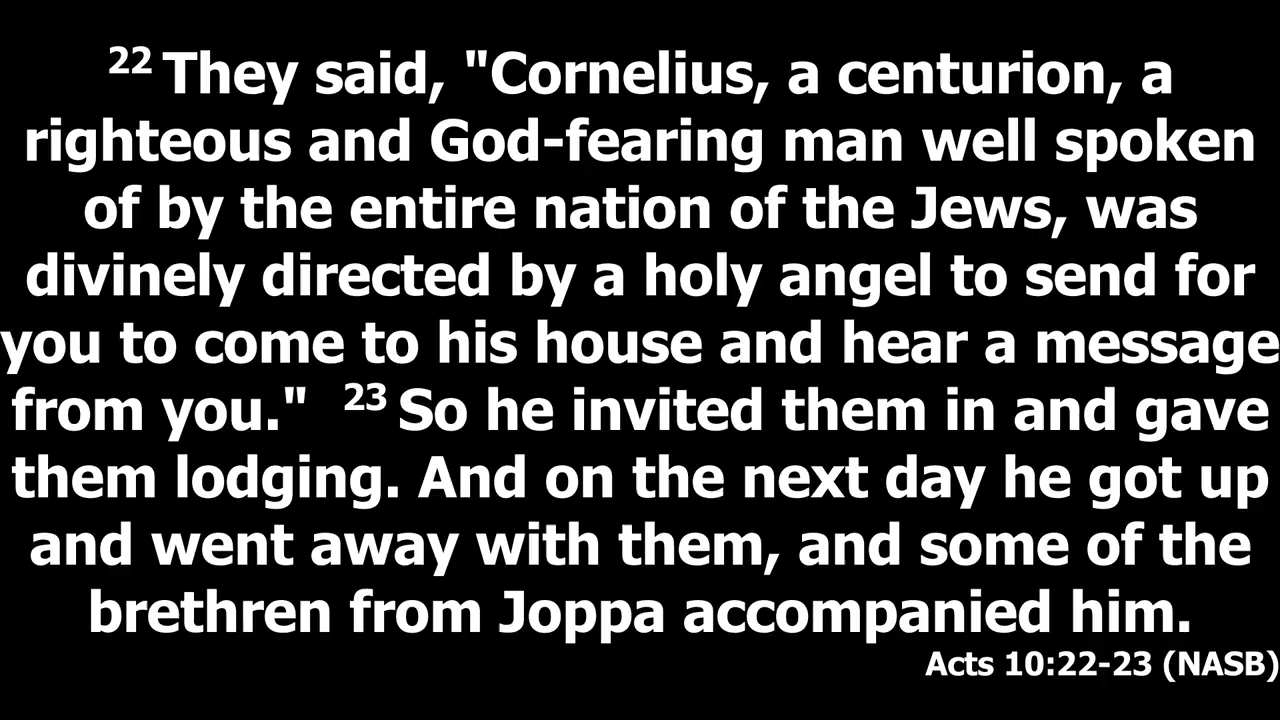 22 They said, "Cornelius, a centurion, a
righteous and God-fearing man well spoken
of by the entire nation of the Jews, was
divinely directed by a holy angel to send for
you to come to his house and hear a message
from you." 23 So he invited them in and gave
them lodging. And on the next day he got up
and went away with them, and some of the
brethren from Joppa accompanied him.
Acts 10:22-23 (NASB)